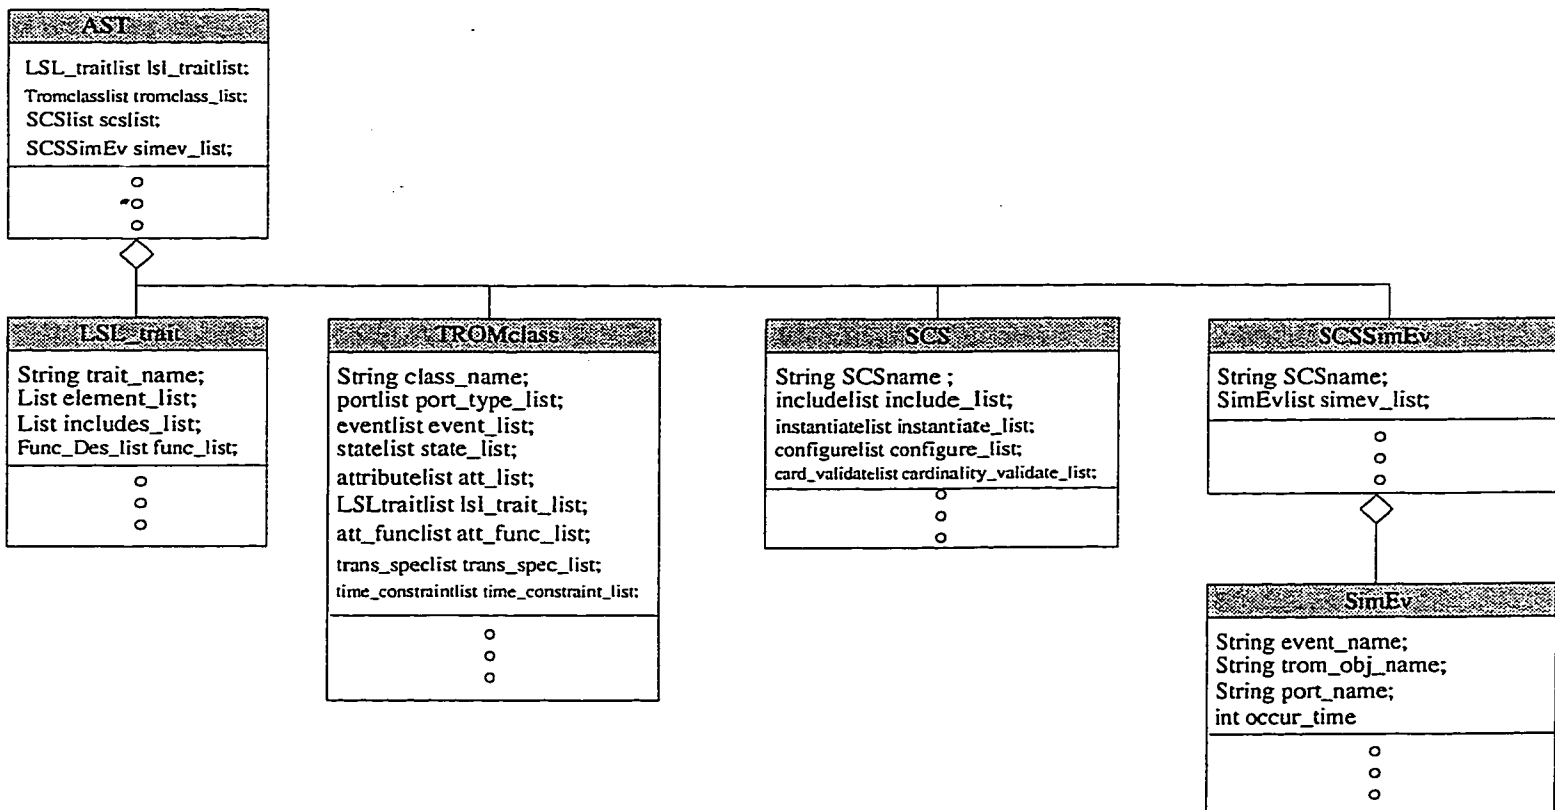 AST
LSL_traitlist lsl_traitlist;
Tromclasslist tromclass_list;
SCSlist scslist;
SCSSimEv simev_list;
LSL_trait
String trait_name;
List element_list;
List includes_list;
Func_Des_list func_list;
TROMclass
String class_name;
portlist port_type_list;
eventlist event_list;
statelist state_list;
attributelist att_list;
LSLtraitlist lsl_trait_list;
att_funclist att_func_list;
trans_speclist trans_spec_list;
time_constraintlist time_constraint_list;
SCS
String SCSname ;
includelist include_list;
instantiatelist instantiate_list;
configurelist configure_list;
card_validatelist cardinality_validate_list;
SCSSimEv
String SCSname;
SimEvlist simev_list;
SimEv
String event_name;
String trom_obj_name;
String port_name;
int occur_time